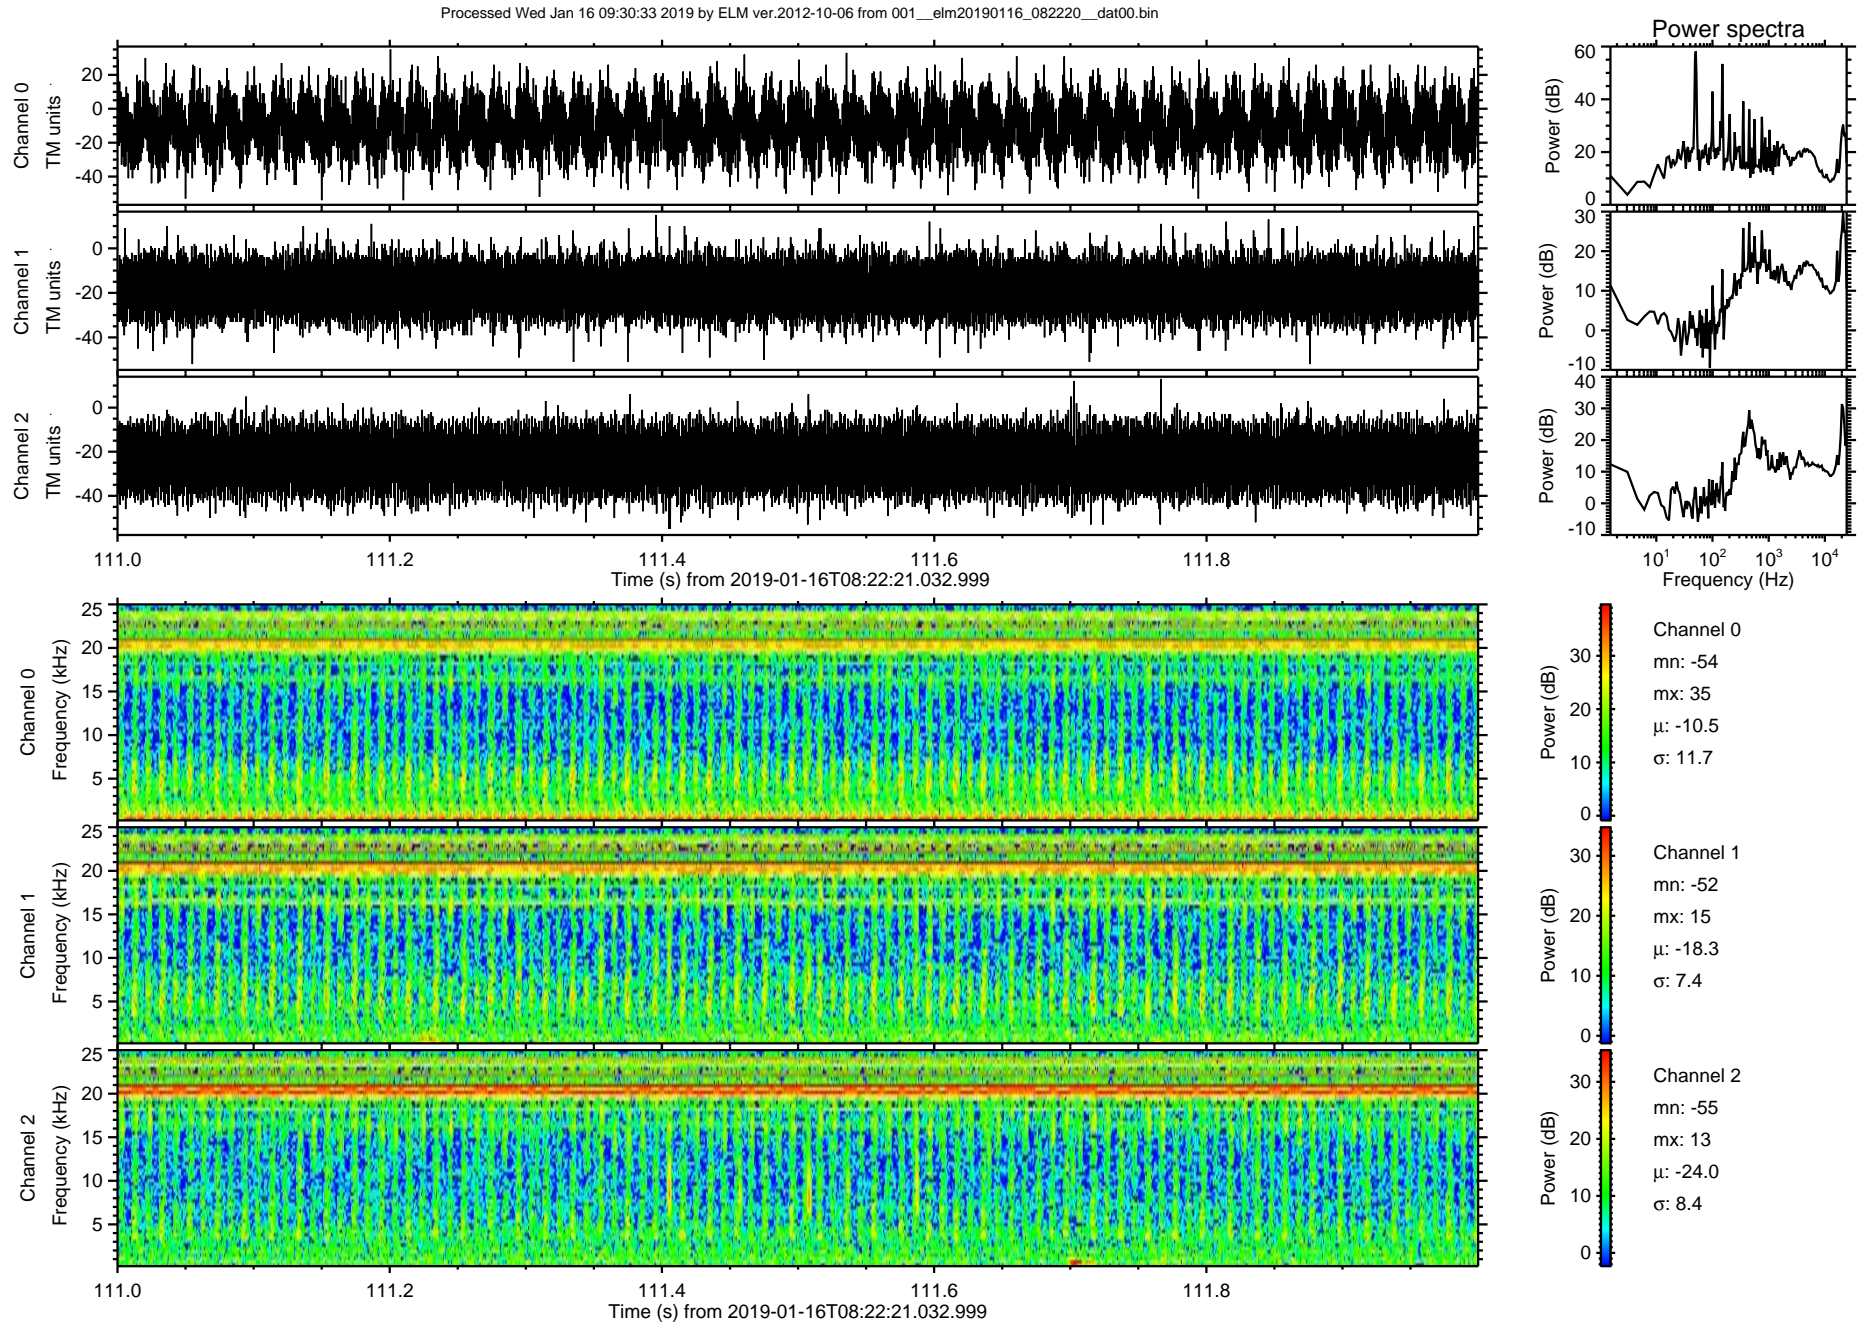 Processed Wed Jan 16 09:30:33 2019 by ELM ver.2012-10-06 from 001__elm20190116_082220__dat00.bin
Power spectra
Channel 0
TM units
20
0
-20
-40
Power (dB)
60
40
20
0
Channel 1
TM units
0
-20
-40
Power (dB)
30
20
10
0
-10
Channel 2
TM units
0
-20
-40
Power (dB)
40
30
20
10
0
-10
111.0 111.2 111.4 111.6 111.8
Time (s) from 2019-01-16T08:22:21.032.999
10¹ 10² 10³ 10⁴
Frequency (Hz)
Channel 0
Frequency (kHz)
25
20
15
10
5
Power (dB)
30
20
10
0
Channel 0
mn: -54
mx: 35
μ: -10.5
σ: 11.7
Channel 1
Frequency (kHz)
25
20
15
10
5
Power (dB)
30
20
10
0
Channel 1
mn: -52
mx: 15
μ: -18.3
σ: 7.4
Channel 2
Frequency (kHz)
25
20
15
10
5
Power (dB)
30
20
10
0
Channel 2
mn: -55
mx: 13
μ: -24.0
σ: 8.4
111.0 111.2 111.4 111.6 111.8
Time (s) from 2019-01-16T08:22:21.032.999